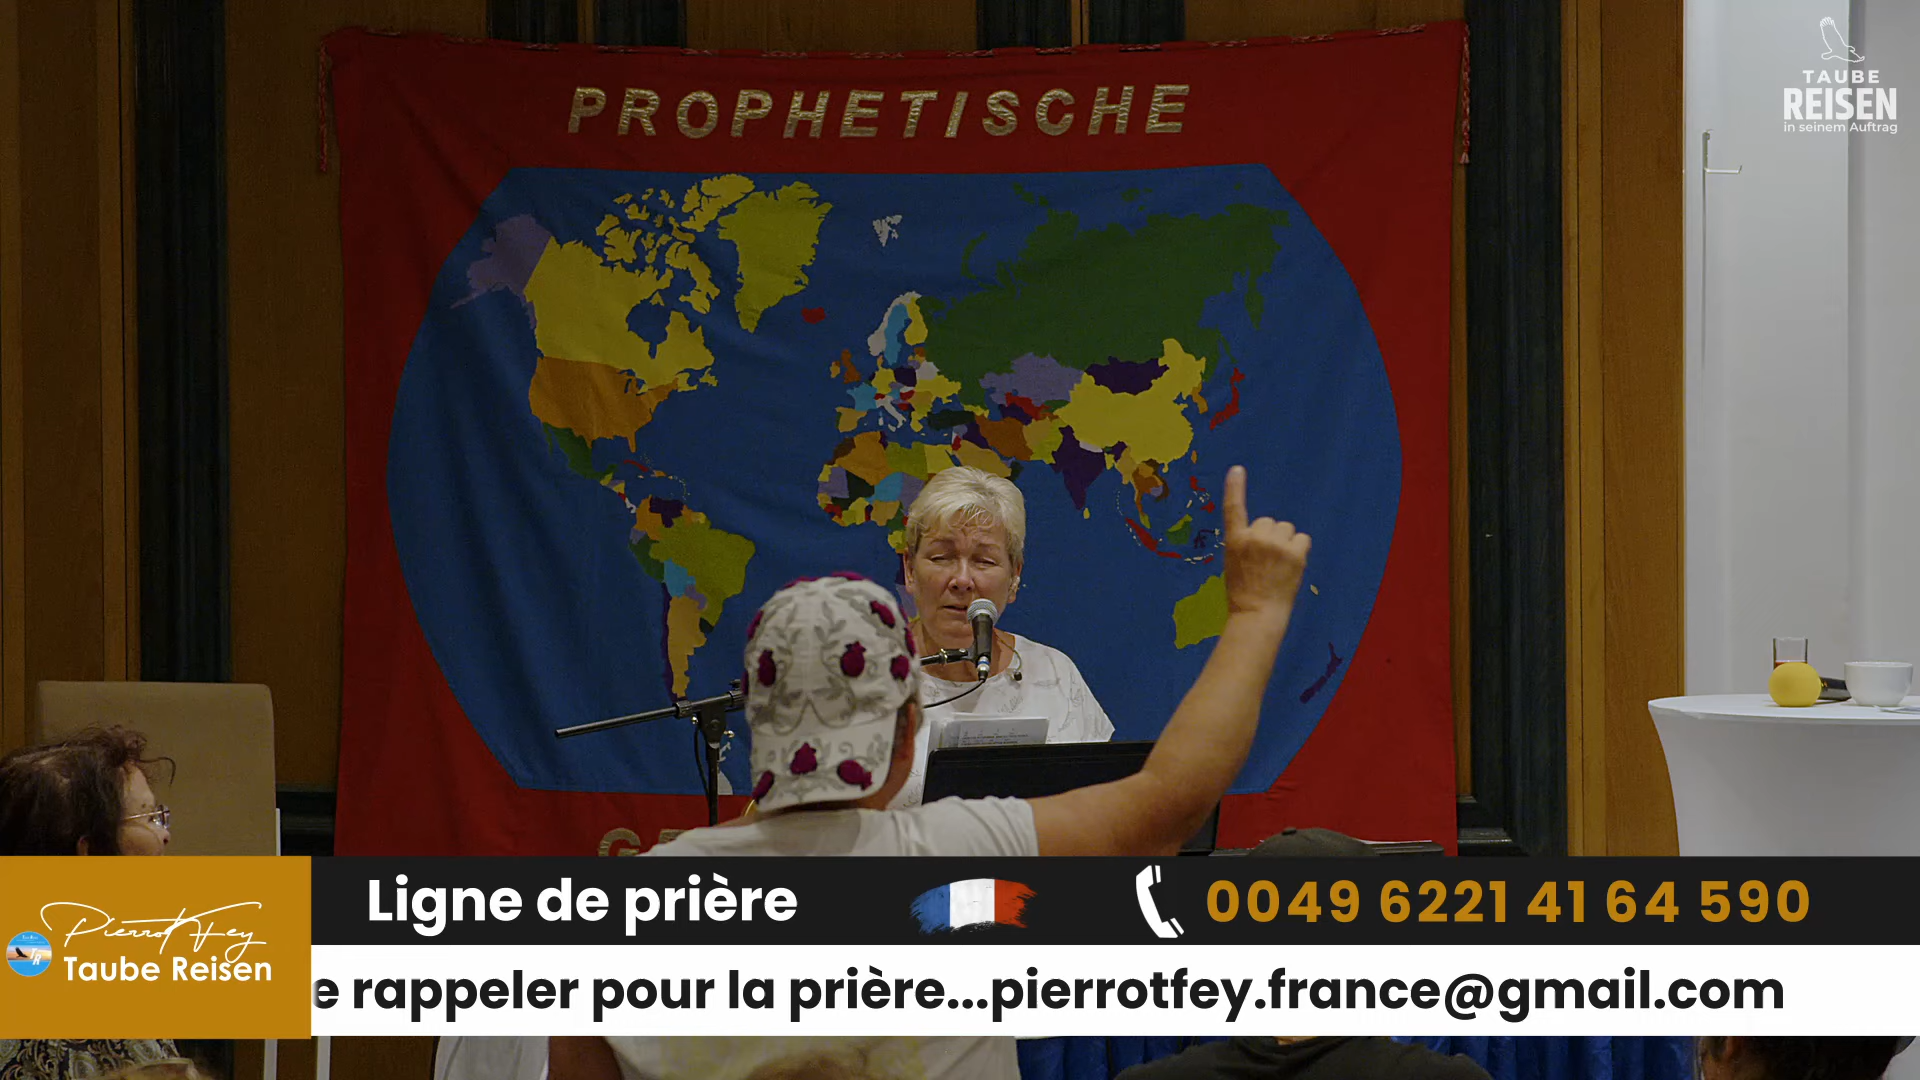 TAUBE
REISEN
in seinem Auftrag
PROPHETISCHE
Ligne de prière
0049 6221 41 64 590
Pierrot Fey
TR
Taube Reisen
e rappeler pour la prière...pierrotfey.france@gmail.com